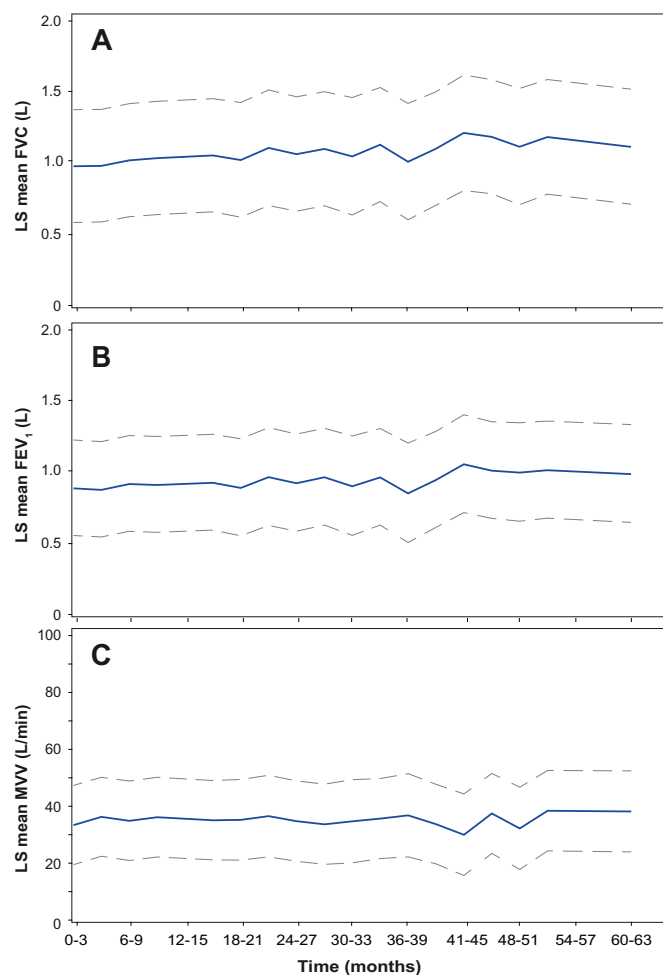 A
LS mean FVC (L)
2.0
1.5
1.0
0.5
0
B
LS mean FEV1 (L)
2.0
1.5
1.0
0.5
0
C
LS mean MVV (L/min)
100
80
60
40
20
0
0-3 6-9 12-15 18-21 24-27 30-33 36-39 41-45 48-51 54-57 60-63
Time (months)